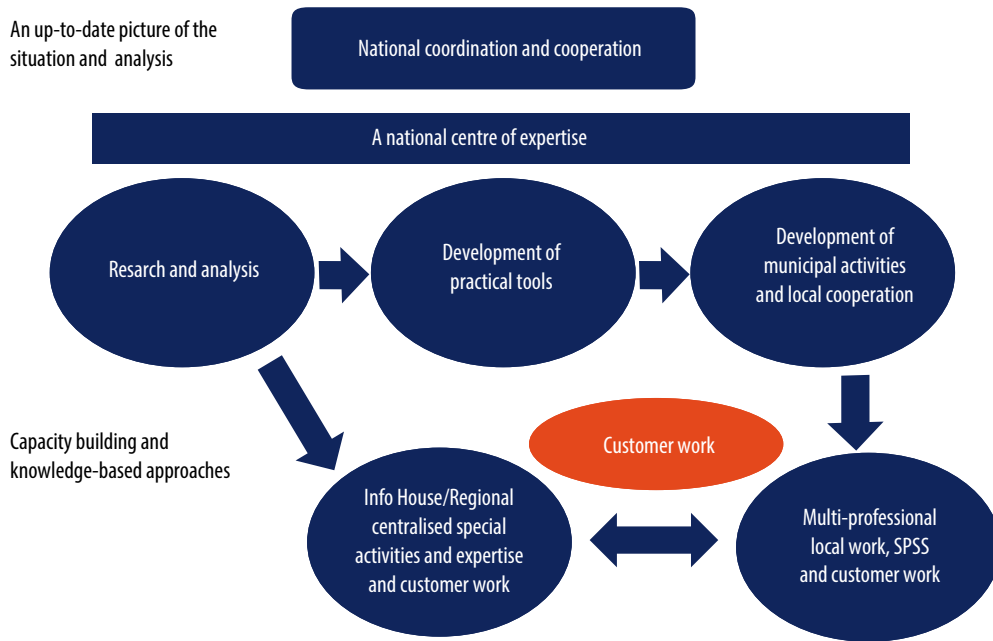 An up-to-date picture of the
situation and analysis
National coordination and cooperation
A national centre of expertise
Resarch and analysis
Development of
practical tools
Development of
municipal activities
and local cooperation
Capacity building and
knowledge-based approaches
Customer work
Info House/Regional
centralised special
activities and expertise
and customer work
Multi-professional
local work, SPSS
and customer work